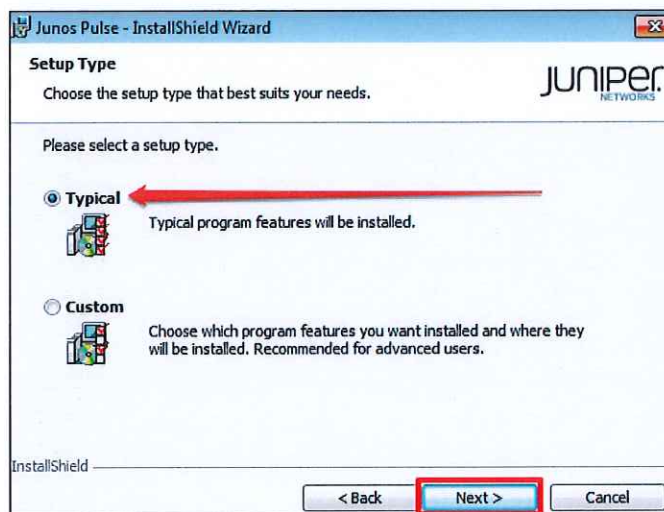 Junos Pulse - InstallShield Wizard
Setup Type
Choose the setup type that best suits your needs.
JUNIPER
NETWORKS
Please select a setup type.
Typical
Typical program features will be installed.
Custom
Choose which program features you want installed and where they
will be installed. Recommended for advanced users.
InstallShield
< Back
Next >
Cancel